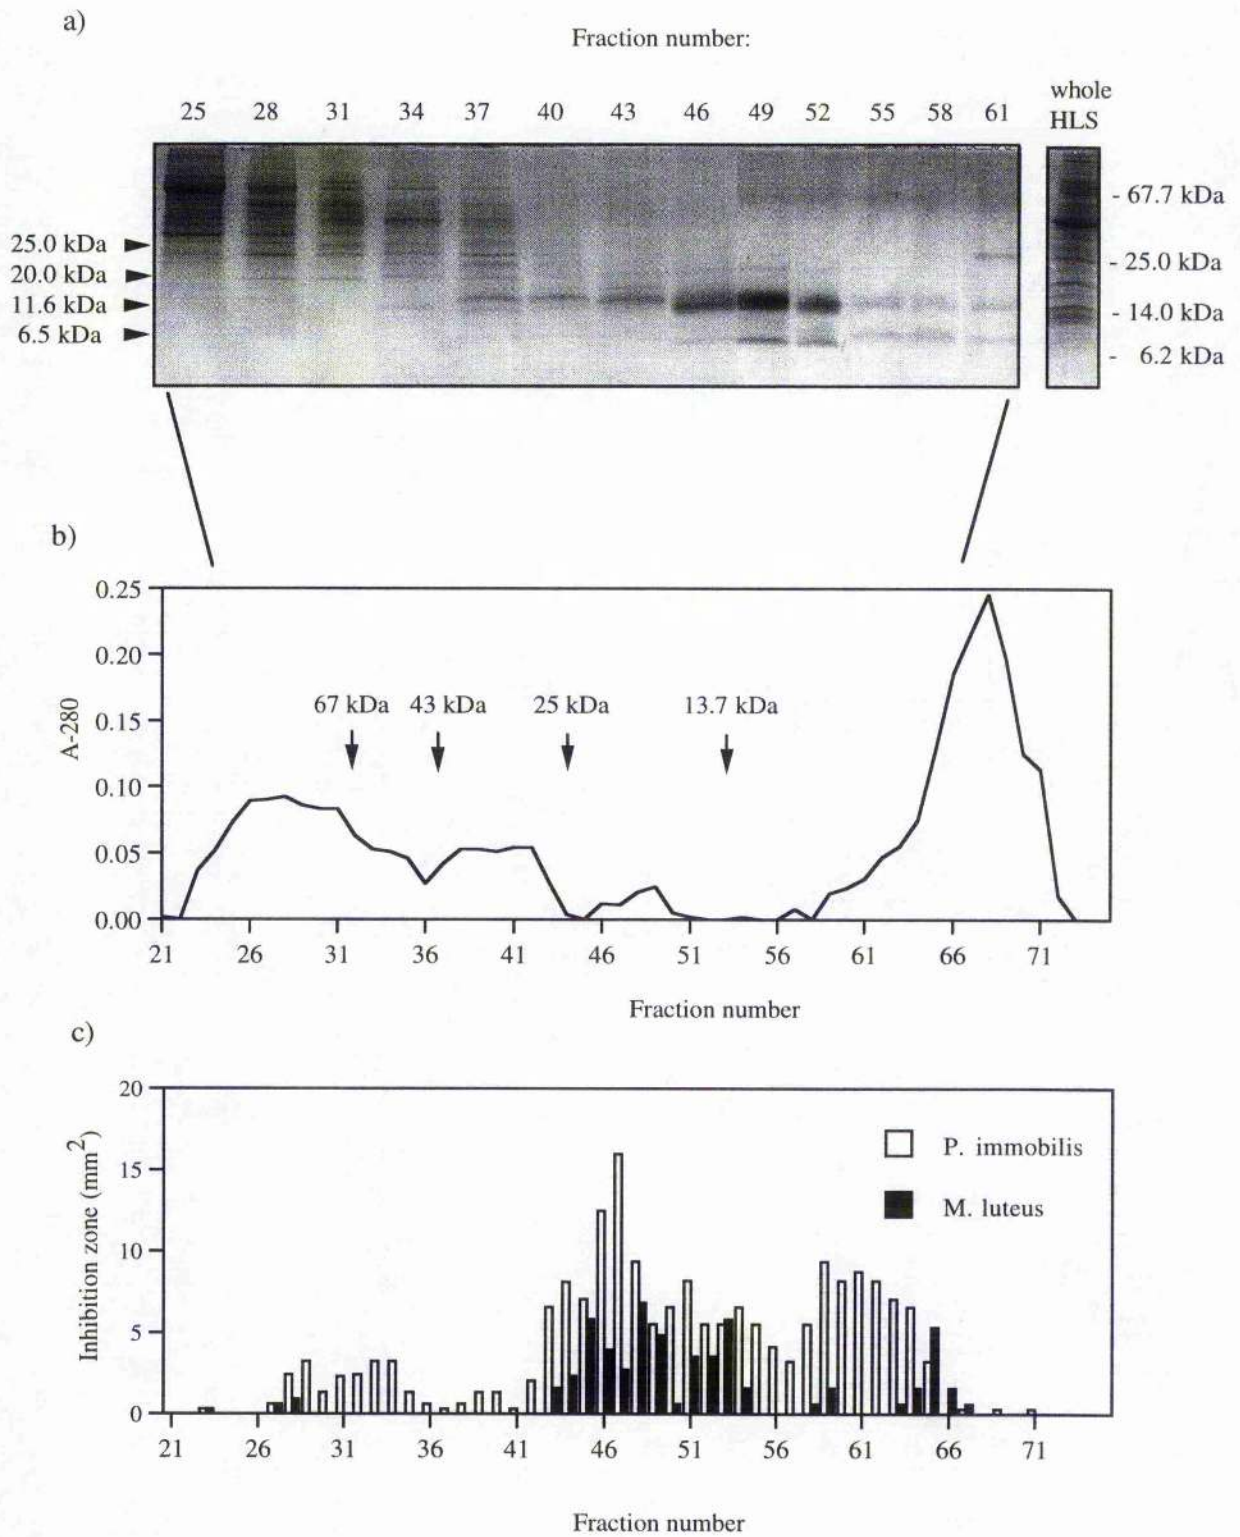 a)
Fraction number:
25 28 31 34 37 40 43 46 49 52 55 58 61
whole
HLS
25.0 kDa
20.0 kDa
11.6 kDa
6.5 kDa
- 67.7 kDa
- 25.0 kDa
- 14.0 kDa
- 6.2 kDa
b)
A-280
0.25
0.20
0.15
0.10
0.05
0.00
67 kDa 43 kDa 25 kDa 13.7 kDa
21 26 31 36 41 46 51 56 61 66 71
Fraction number
c)
Inhibition zone (mm2)
20
15
10
5
0
P. immobilis
M. luteus
21 26 31 36 41 46 51 56 61 66 71
Fraction number